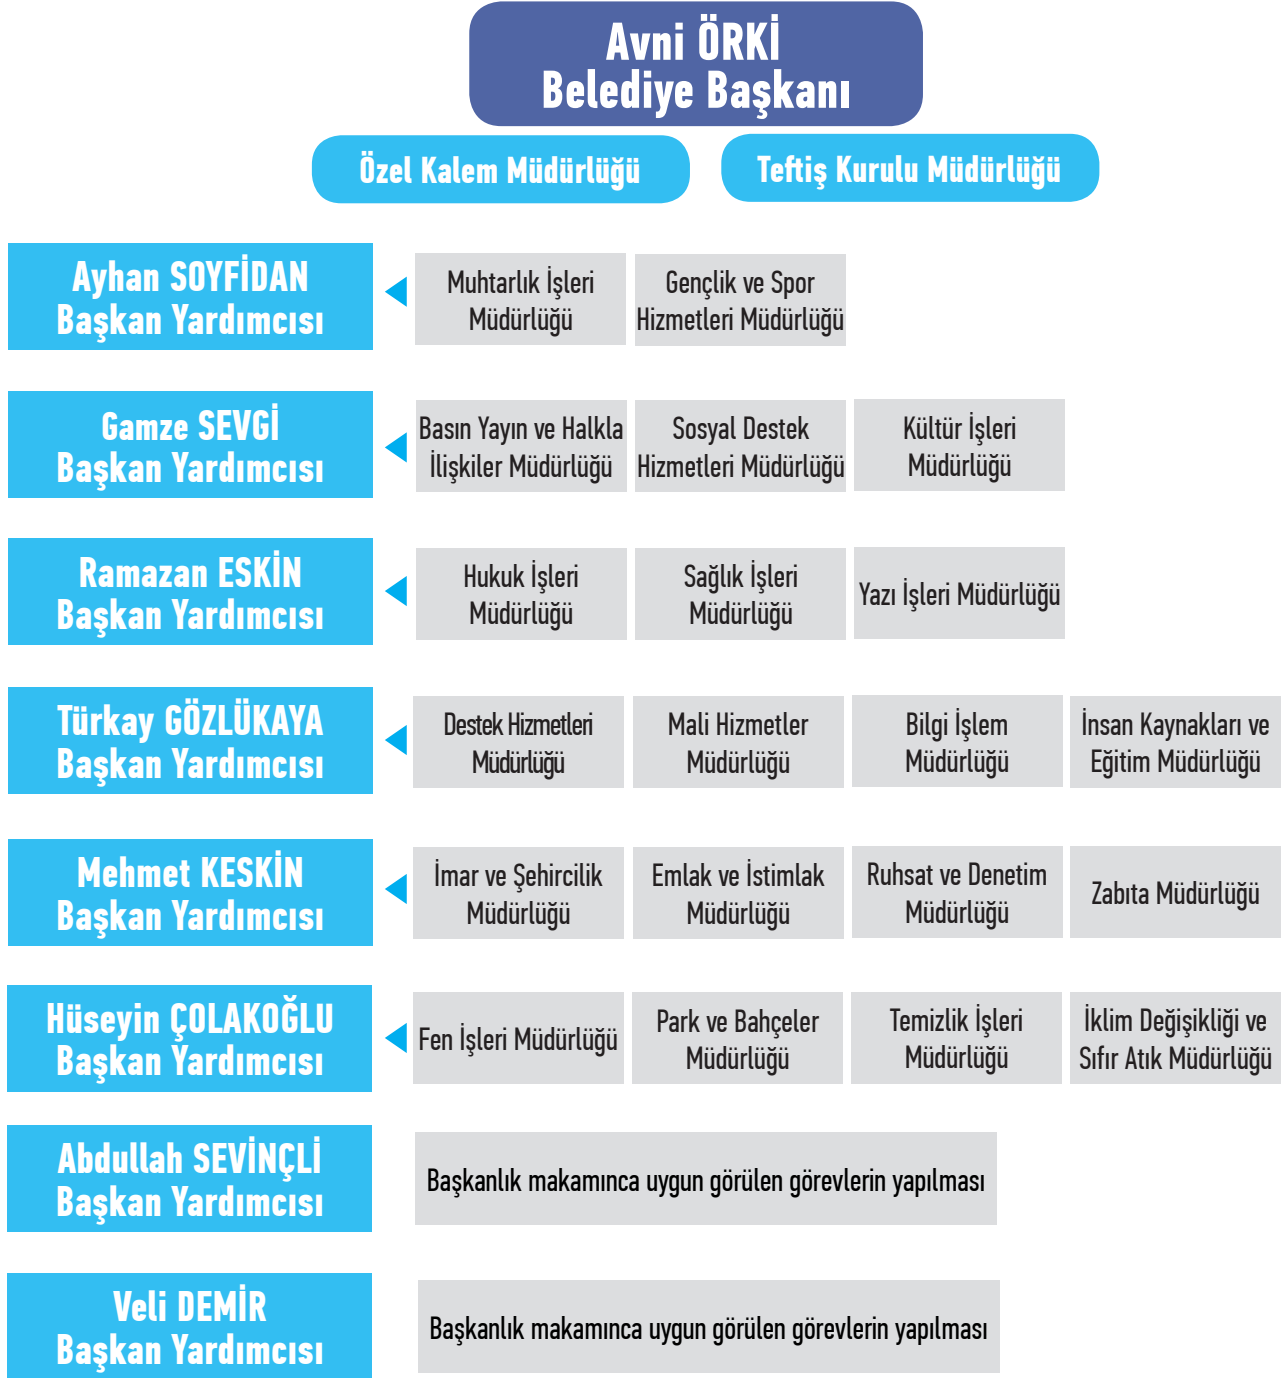 Avni ÖRKİ
Belediye Başkanı
Özel Kalem Müdürlüğü
Teftiş Kurulu Müdürlüğü
Ayhan SOYFİDAN
Başkan Yardımcısı
Muhtarlık İşleri
Müdürlüğü
Gençlik ve Spor
Hizmetleri Müdürlüğü
Gamze SEVGİ
Başkan Yardımcısı
Basın Yayın ve Halkla
İlişkiler Müdürlüğü
Sosyal Destek
Hizmetleri Müdürlüğü
Kültür İşleri
Müdürlüğü
Ramazan ESKİN
Başkan Yardımcısı
Hukuk İşleri
Müdürlüğü
Sağlık İşleri
Müdürlüğü
Yazı İşleri Müdürlüğü
Türkay GÖZLÜKAYA
Başkan Yardımcısı
Destek Hizmetleri
Müdürlüğü
Mali Hizmetler
Müdürlüğü
Bilgi İşlem
Müdürlüğü
İnsan Kaynakları ve
Eğitim Müdürlüğü
Mehmet KESKİN
Başkan Yardımcısı
İmar ve Şehircilik
Müdürlüğü
Emlak ve İstimlak
Müdürlüğü
Ruhsat ve Denetim
Müdürlüğü
Zabıta Müdürlüğü
Hüseyin ÇOLAKOĞLU
Başkan Yardımcısı
Fen İşleri Müdürlüğü
Park ve Bahçeler
Müdürlüğü
Temizlik İşleri
Müdürlüğü
İklim Değişikliği ve
Sıfır Atık Müdürlüğü
Abdullah SEVİNÇLİ
Başkan Yardımcısı
Başkanlık makamınca uygun görülen görevlerin yapılması
Veli DEMİR
Başkan Yardımcısı
Başkanlık makamınca uygun görülen görevlerin yapılması